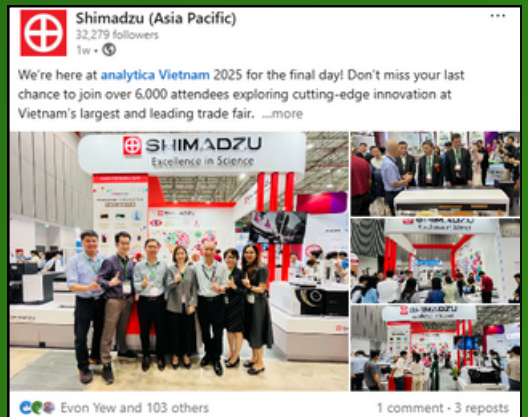 Shimadzu (Asia Pacific)
32,279 followers
1w •
We're here at analytica Vietnam 2025 for the final day! Don't miss your last
chance to join over 6,000 attendees exploring cutting-edge innovation at
Vietnam's largest and leading trade fair. ...more
SHIMADZU
Excellence in Science
SHIMADZU
SHIMADZU
Evon Yew and 103 others
1 comment • 3 reposts